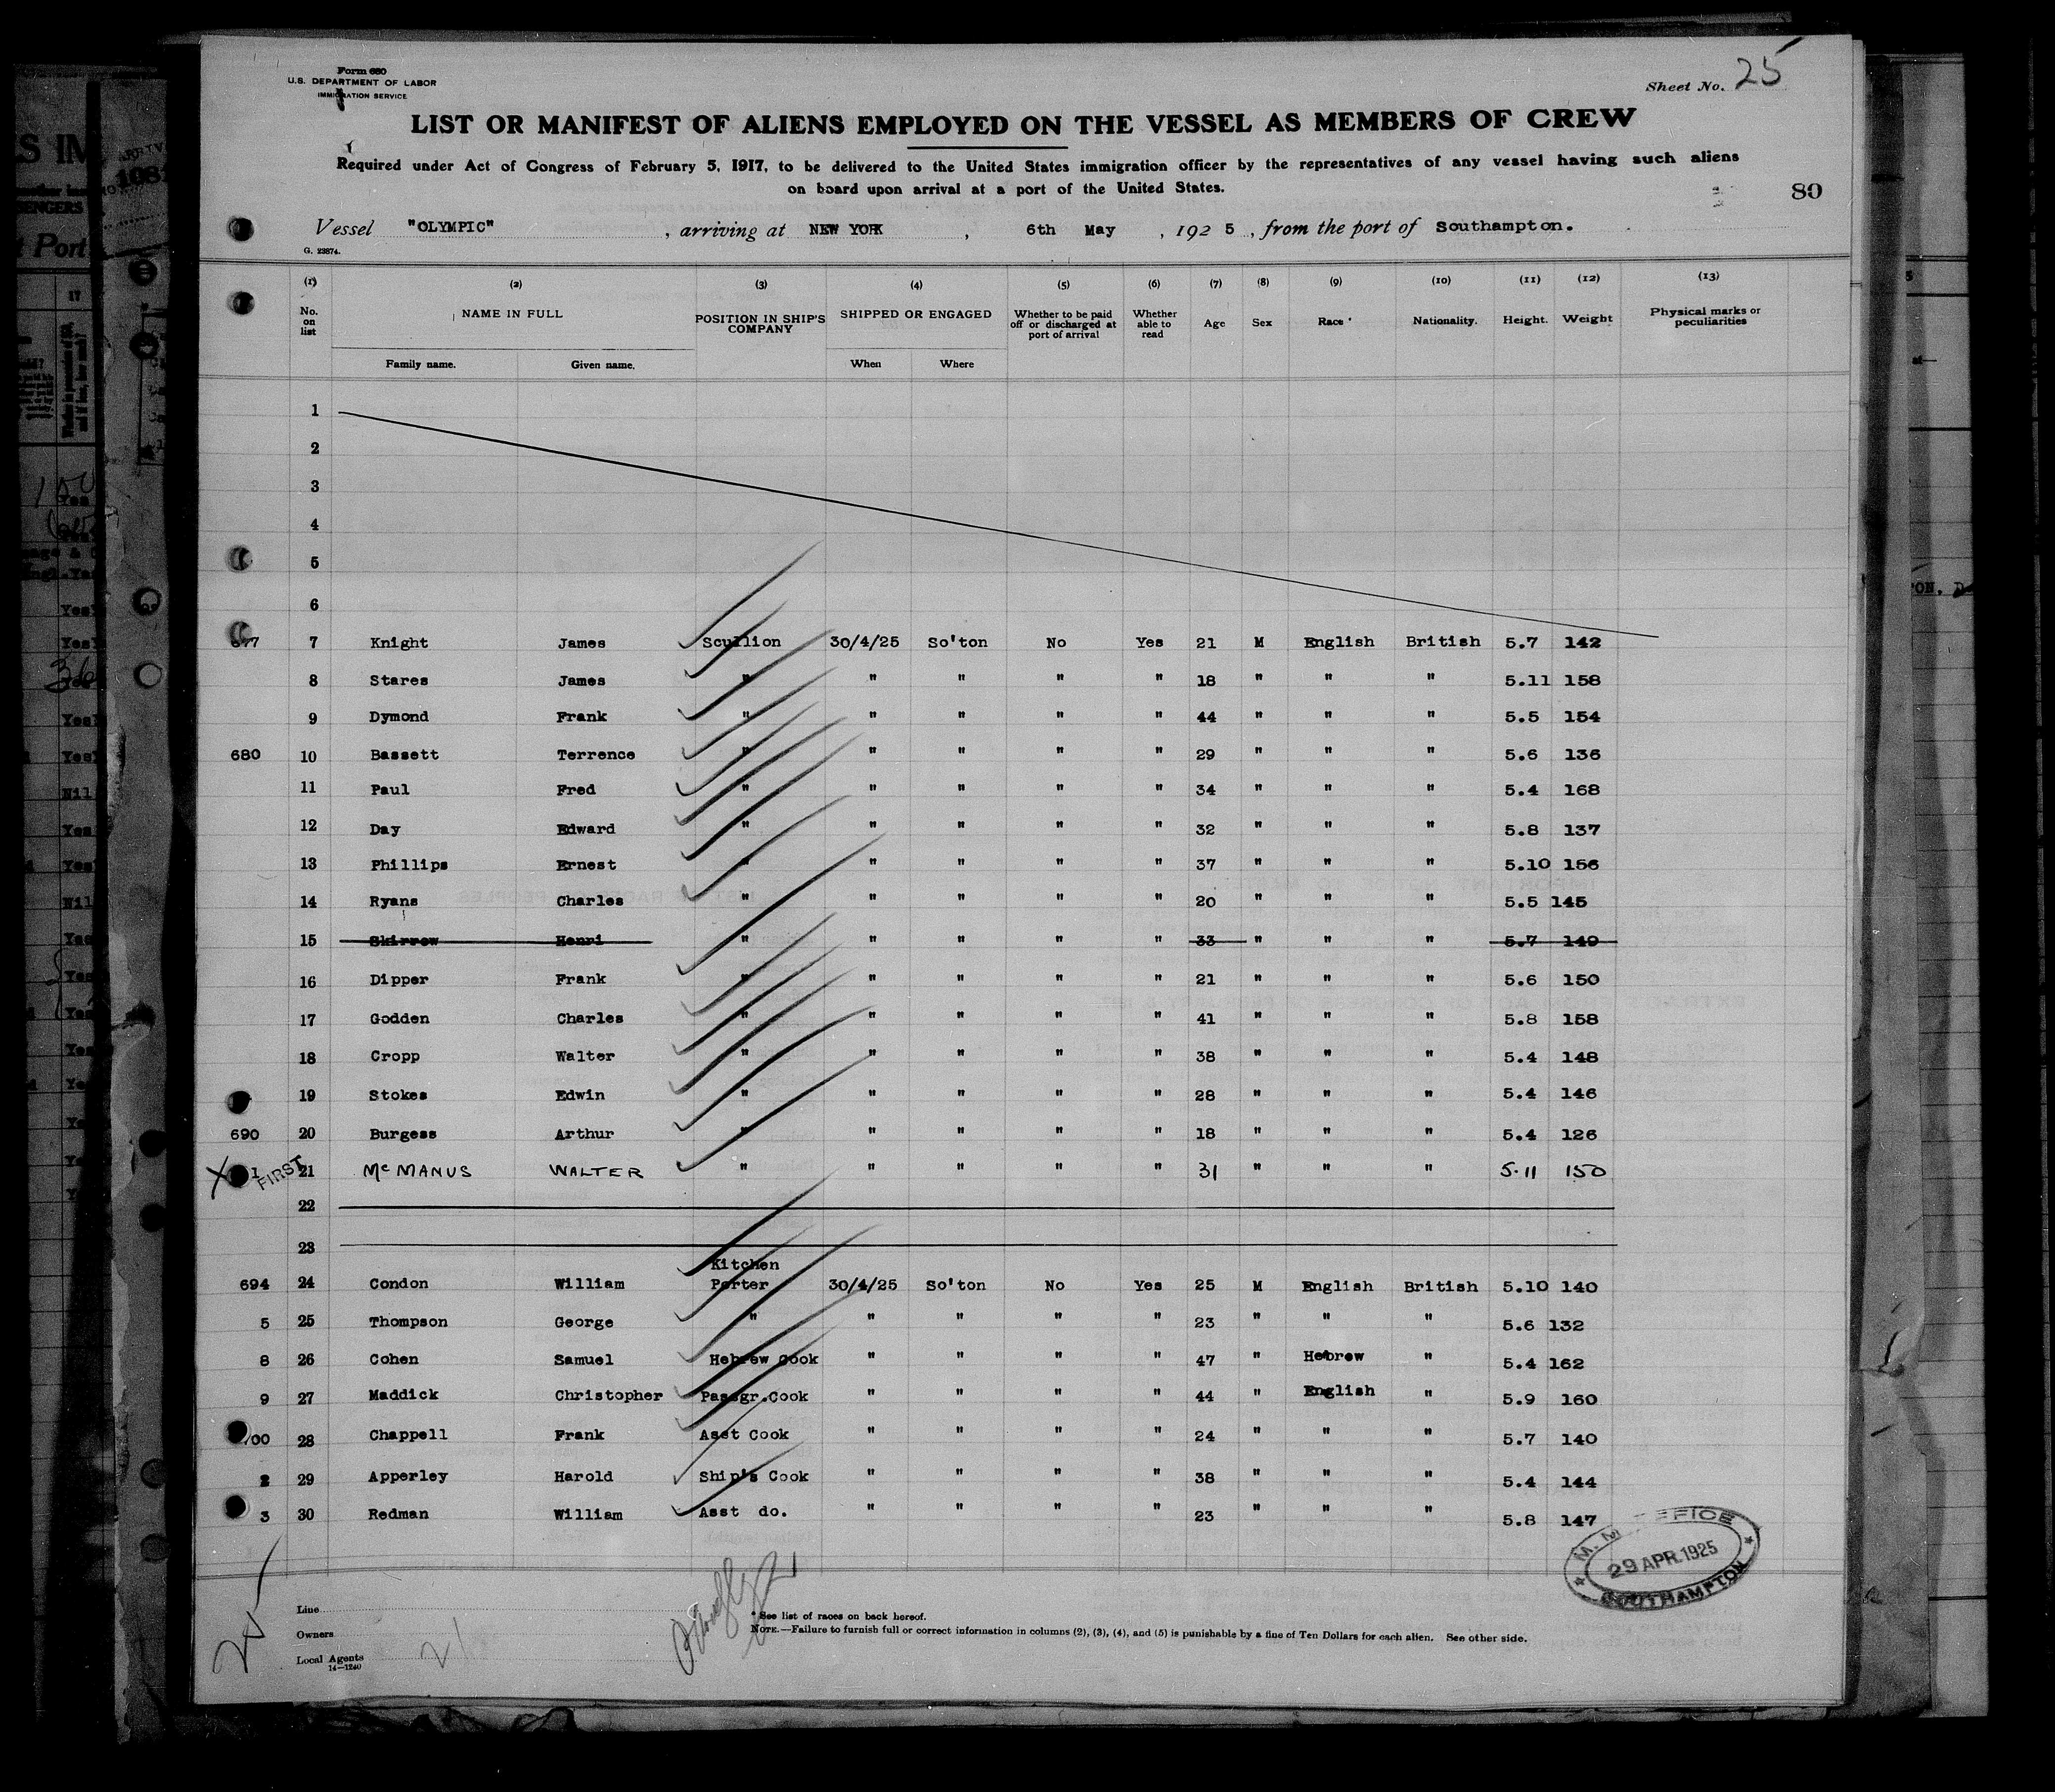 Form 680
U.S. DEPARTMENT OF LABOR
IMMIGRATION SERVICE
Sheet No. 25
LIST OR MANIFEST OF ALIENS EMPLOYED ON THE VESSEL AS MEMBERS OF CREW
Required under Act of Congress of February 5, 1917, to be delivered to the United States immigration officer by the representatives of any vessel having such aliens
on board upon arrival at a port of the United States.
80
Vessel "OLYMPIC" , arriving at NEW YORK , 6th May , 192 5 , from the port of Southampton.
G. 23874.
(1) (2) (3) (4) (5) (6) (7) (8) (9) (10) (11) (12) (13)
No. on list NAME IN FULL POSITION IN SHIP'S COMPANY SHIPPED OR ENGAGED Whether to be paid off or discharged at port of arrival Whether able to read Age Sex Race * Nationality. Height. Weight Physical marks or peculiarities
Family name. Given name. When Where
1
2
3
4
5
6
677 7 Knight James Scullion 30/4/25 So'ton No Yes 21 M English British 5.7 142
8 Stares James " " " " " 18 " " " 5.11 158
9 Dymond Frank " " " " " 44 " " " 5.5 154
680 10 Bassett Terrence " " " " " 29 " " " 5.6 136
11 Paul Fred " " " " " 34 " " " 5.4 168
12 Day Edward " " " " " 32 " " " 5.8 137
13 Phillips Ernest " " " " " 37 " " " 5.10 156
14 Ryans Charles " " " " " 20 " " " 5.5 145
15 Skirrow Henri " " " " " 33 " " " 5.7 140
16 Dipper Frank " " " " " 21 " " " 5.6 150
17 Godden Charles " " " " " 41 " " " 5.8 158
18 Cropp Walter " " " " " 38 " " " 5.4 148
19 Stokes Edwin " " " " " 28 " " " 5.4 146
690 20 Burgess Arthur " " " " " 18 " " " 5.4 126
X 1 FIRST 21 McMANUS WALTER " " " " " 31 " " " 5.11 150
22
23
694 24 Condon William Kitchen Porter 30/4/25 So'ton No Yes 25 M English British 5.10 140
5 25 Thompson George " " " " " 23 " " " 5.6 132
8 26 Cohen Samuel Hebrew Cook " " " " 47 " Hebrew " 5.4 162
9 27 Maddick Christopher Passgr.Cook " " " " 44 " English " 5.9 160
700 28 Chappell Frank Asst Cook " " " " 24 " " " 5.7 140
2 29 Apperley Harold Ship's Cook " " " " 38 " " " 5.4 144
3 30 Redman William Asst do. " " " " 23 " " " 5.8 147
M. M. OFFICE
29 APR.1925
SOUTHAMPTON
25
Line
Owners
Local Agents
14—1240
21
* See list of races on back hereof.
NOTE.—Failure to furnish full or correct information in columns (2), (3), (4), and (5) is punishable by a fine of Ten Dollars for each alien. See other side.